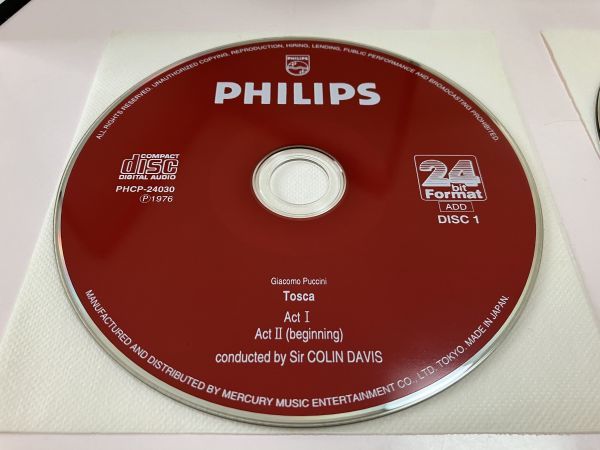 ALL RIGHTS RESERVED. UNAUTHORIZED COPYING, REPRODUCTION, HIRING, LENDING, PUBLIC PERFORMANCE AND BROADCASTING PROHIBITED
PHILIPS
PHILIPS
COMPACT
disc
DIGITAL AUDIO
PHCP-24030
Ⓟ1976
24
bit
Format
ADD
DISC 1
Giacomo Puccini
Tosca
Act Ⅰ
Act Ⅱ (beginning)
conducted by Sir COLIN DAVIS
MANUFACTURED AND DISTRIBUTED BY MERCURY MUSIC ENTERTAINMENT CO., LTD. TOKYO. MADE IN JAPAN.